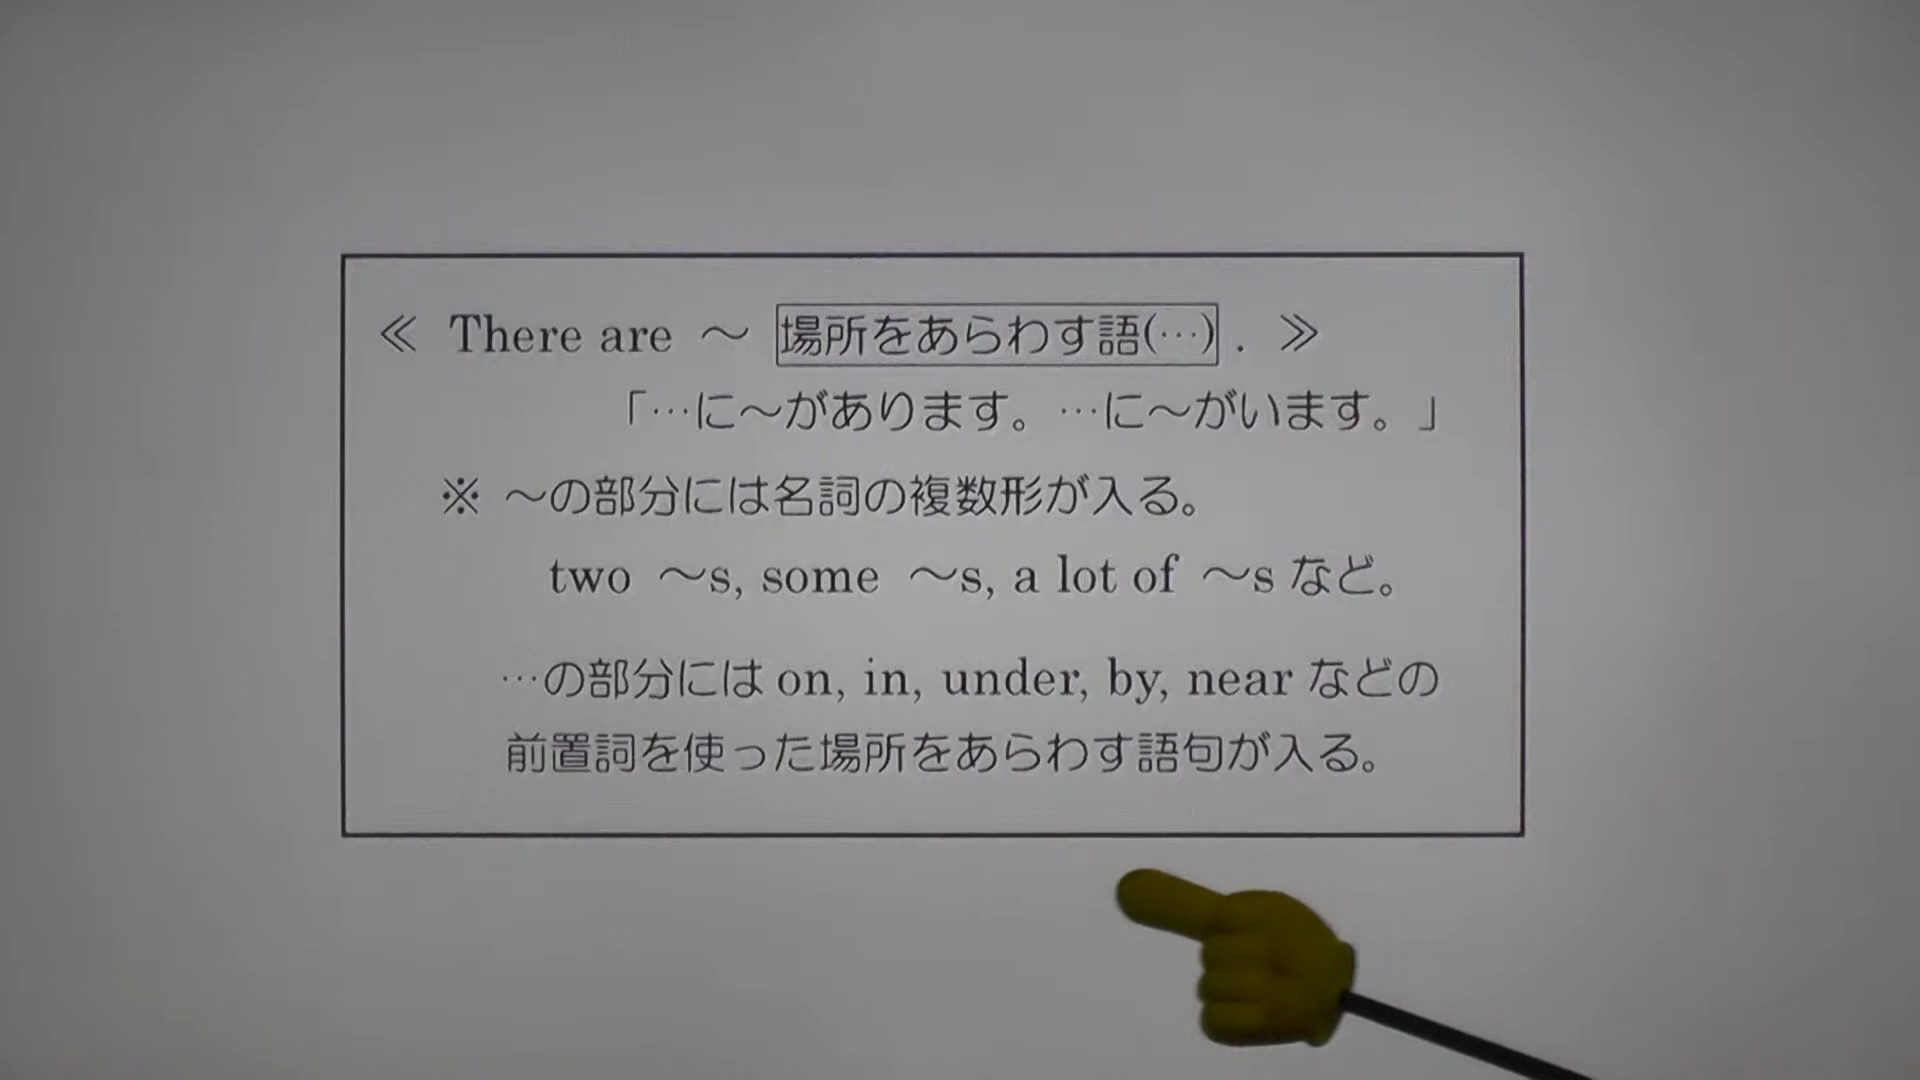 ≪ There are ～ 場所をあらわす語(…) . ≫
「…に～があります。…に～がいます。」
※ ～の部分には名詞の複数形が入る。
two ～s, some ～s, a lot of ～s など。
…の部分には on, in, under, by, near などの
前置詞を使った場所をあらわす語句が入る。